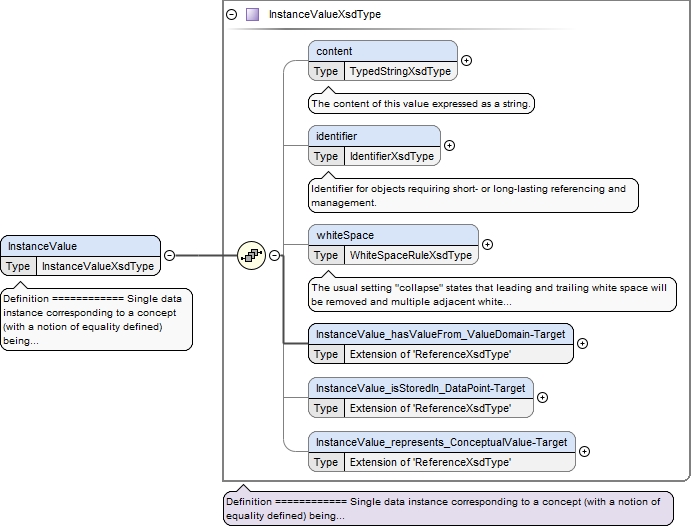 InstanceValueXsdType
content
Type TypedStringXsdType
The content of this value expressed as a string.
identifier
Type IdentifierXsdType
Identifier for objects requiring short- or long-lasting referencing and
management.
whiteSpace
Type WhiteSpaceRuleXsdType
The usual setting "collapse" states that leading and trailing white space will
be removed and multiple adjacent white...
InstanceValue
Type InstanceValueXsdType
Definition ============ Single data
instance corresponding to a concept
(with a notion of equality defined)
being...
InstanceValue_hasValueFrom_ValueDomain-Target
Type Extension of 'ReferenceXsdType'
InstanceValue_isStoredIn_DataPoint-Target
Type Extension of 'ReferenceXsdType'
InstanceValue_represents_ConceptualValue-Target
Type Extension of 'ReferenceXsdType'
Definition ============ Single data instance corresponding to a concept (with a notion of
equality defined) being...